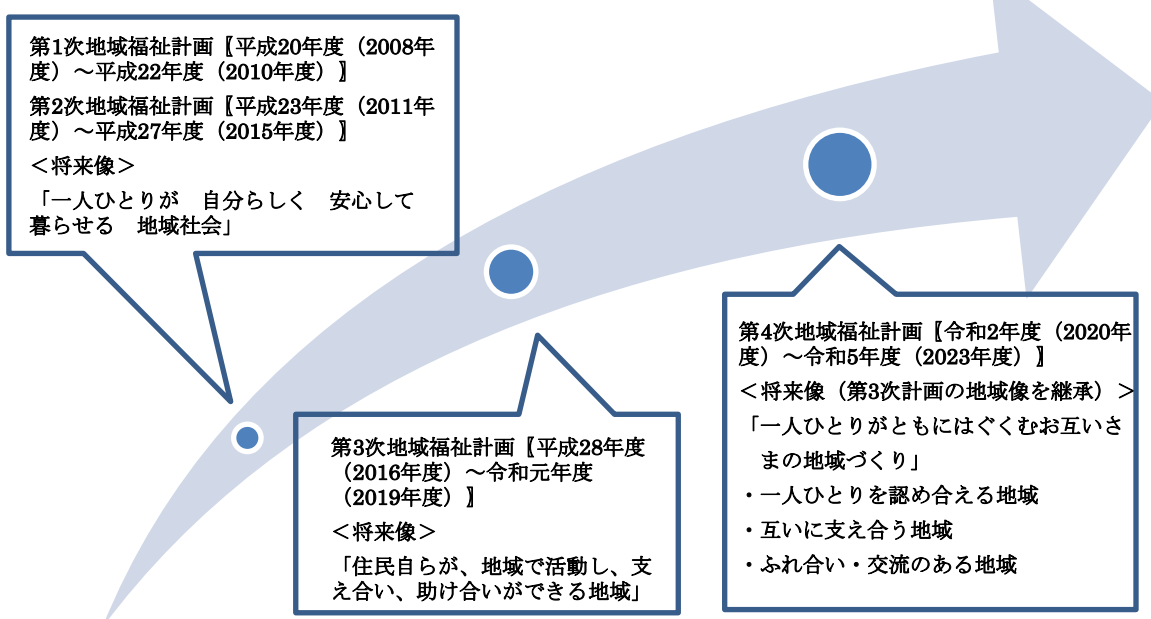 第1次地域福祉計画〖平成20年度（2008年
度）～平成22年度（2010年度）〗
第2次地域福祉計画〖平成23年度（2011年
度）～平成27年度（2015年度）〗
＜将来像＞
「一人ひとりが　自分らしく　安心して
暮らせる　地域社会」
第3次地域福祉計画〖平成28年度
（2016年度）～令和元年度
（2019年度）〗
＜将来像＞
「住民自らが、地域で活動し、支
え合い、助け合いができる地域」
第4次地域福祉計画〖令和2年度（2020年
度）～令和5年度（2023年度）〗
＜将来像（第3次計画の地域像を継承）＞
「一人ひとりがともにはぐくむお互いさ
まの地域づくり」
・一人ひとりを認め合える地域
・互いに支え合う地域
・ふれ合い・交流のある地域